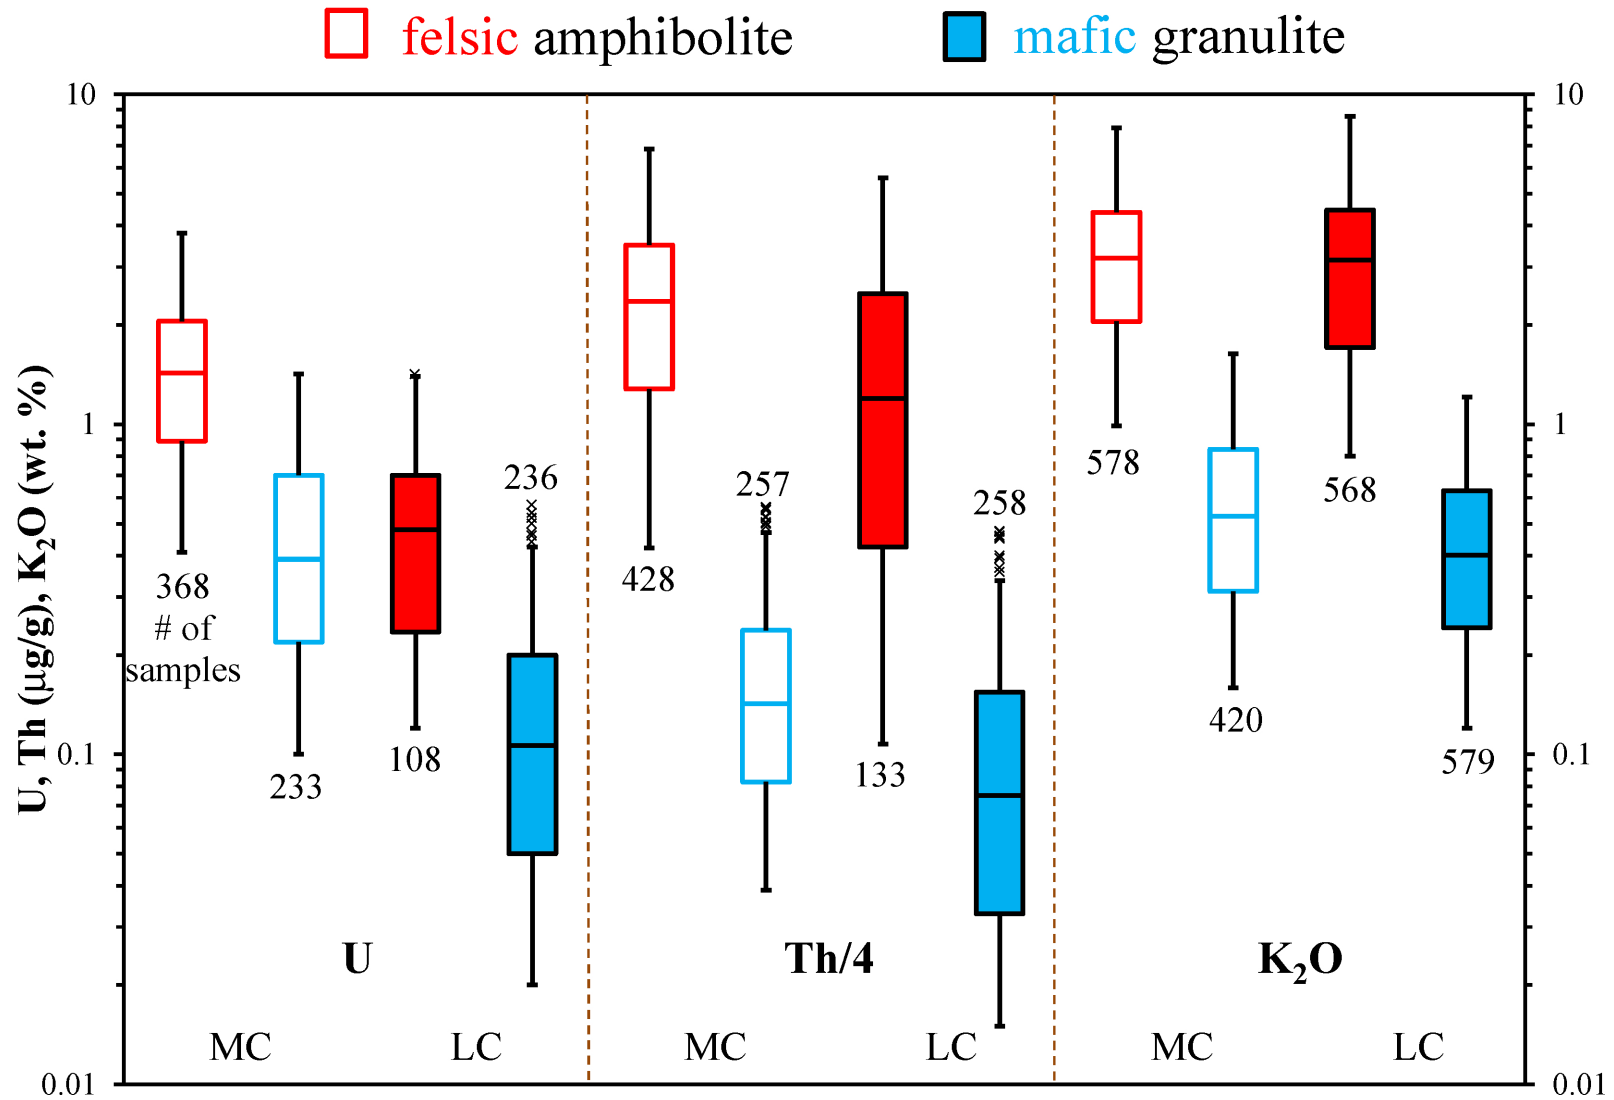 felsic amphibolite
mafic granulite
U, Th (μg/g), K₂O (wt. %)
10
1
0.1
0.01
10
1
0.1
0.01
368
# of
samples
233
108
236
428
257
133
258
578
420
568
579
U
Th/4
K₂O
MC
LC
MC
LC
MC
LC